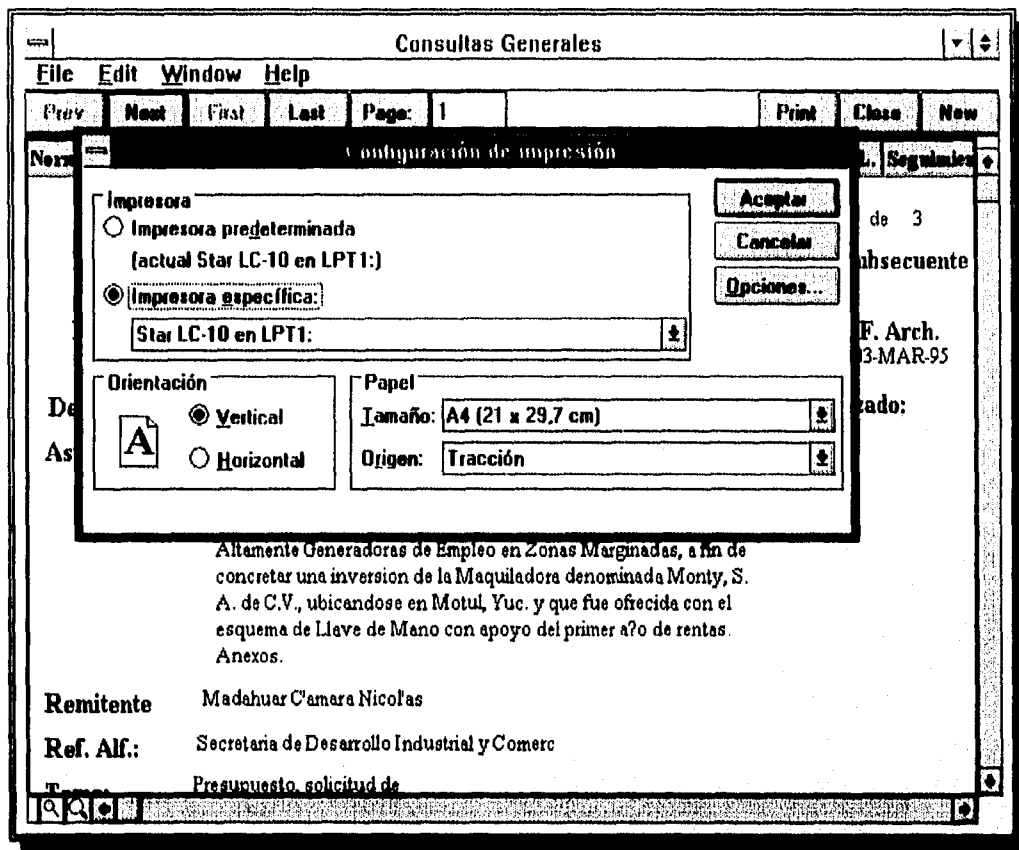 Consultas Generales
File Edit Window Help
Prev Next First Last Page: 1 Print Close New
Configuración de impresión
Impresora
Impresora predeterminada
(actual Star LC-10 en LPT1:)
Impresora específica:
Star LC-10 en LPT1:
Aceptar
Cancelar
Opciones...
de 3
F. Arch.
Orientación
A
Vertical
Horizontal
Papel
Tamaño: A4 (21 x 29,7 cm)
Origen: Tracción
Altamente Generadoras de Empleo en Zonas Marginadas, a fin de
concretar una inversion de la Maquiladora denominada Monty, S.
A. de C.V., ubicandose en Motul, Yuc. y que fue ofrecida con el
esquema de Llave de Mano con apoyo del primer a?o de rentas.
Anexos.
Remitente Madahuar C'amara Nicol'as
Ref. Alf.: Secretaria de Desarrollo Industrial y Comerc
Presupuesto, solicitud de